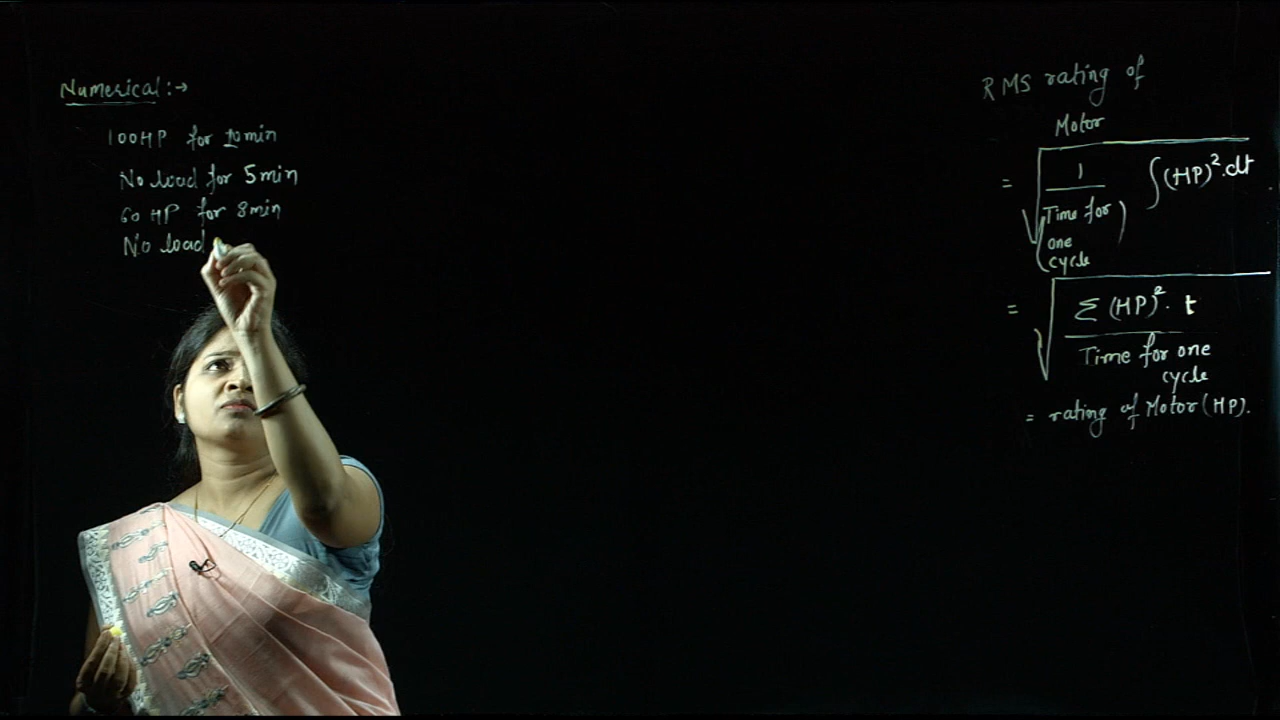 Numerical:→
100HP for 10min
No load for 5min
60 HP for 8min
No load
RMS rating of
Motor
= √ 1/(Time for one cycle) ∫(HP)².dt
= √ Σ (HP)². t / Time for one cycle
= rating of Motor (HP).